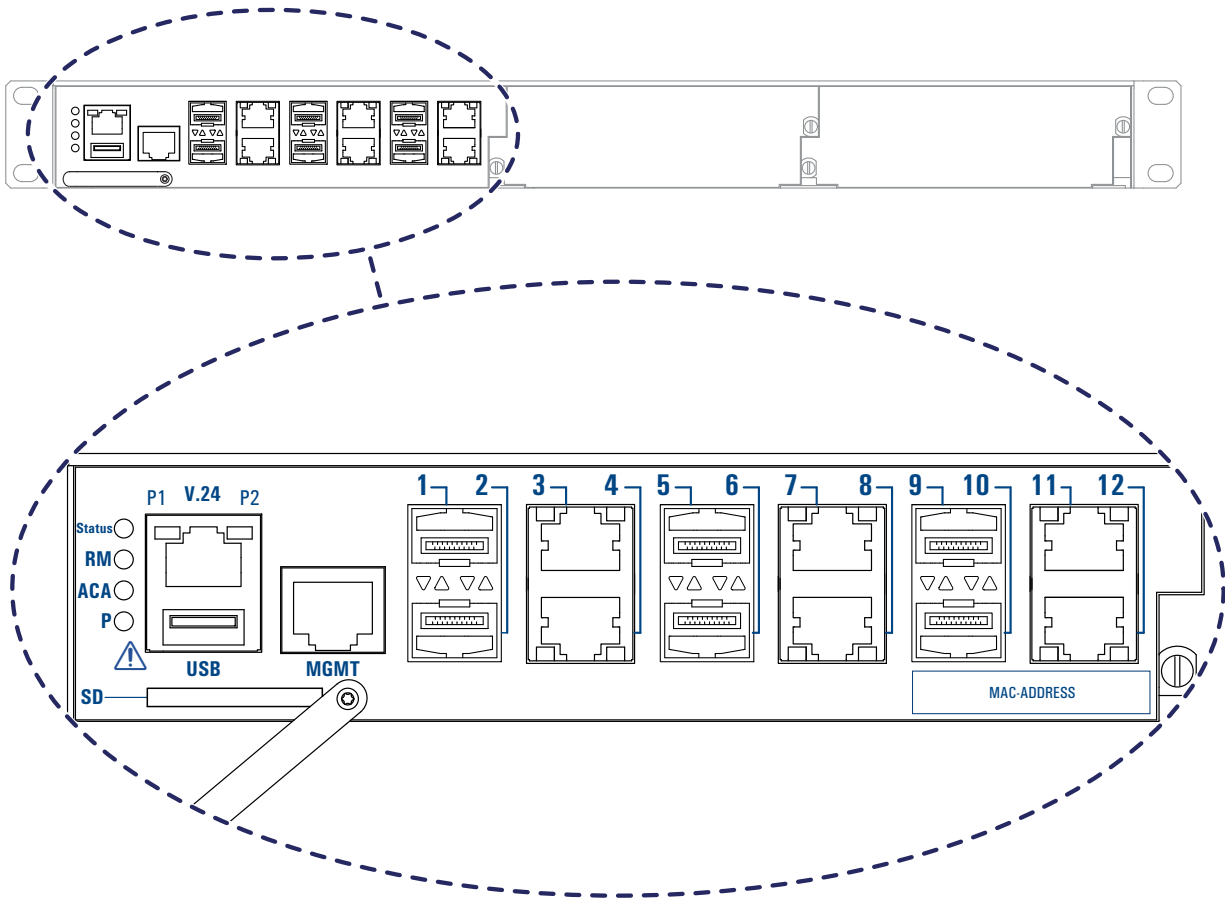 1 2 3 4 5 6 7 8 9 10 11 12
P1 V.24 P2
Status
RM
ACA
P
USB MGMT
SD
MAC-ADDRESS